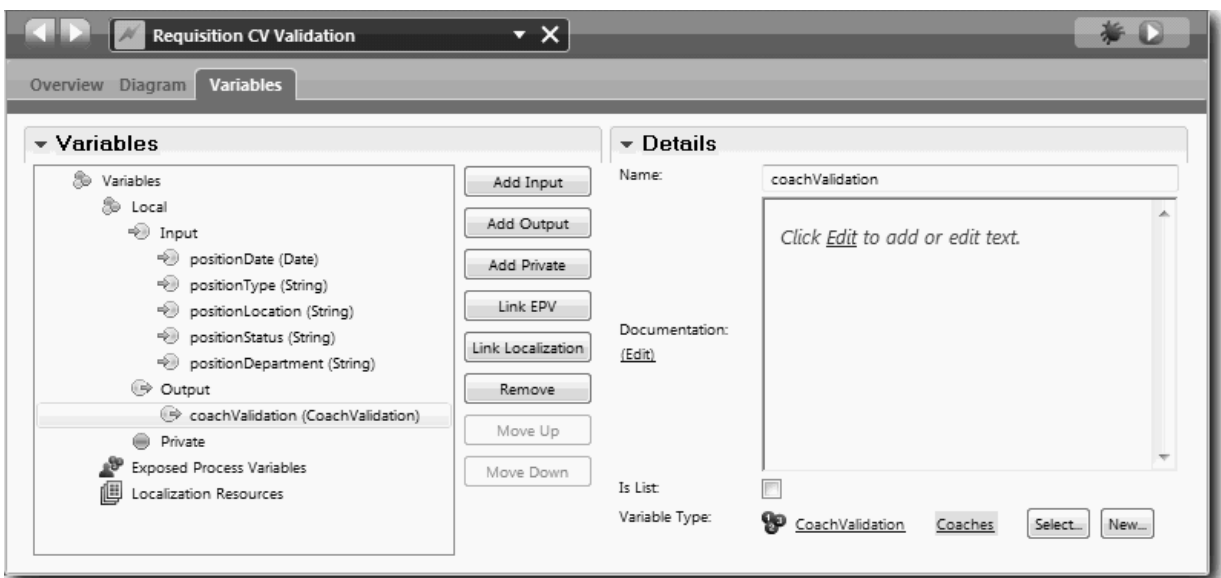 Requisition CV Validation
Overview Diagram Variables
Variables
Variables
Local
Input
positionDate (Date)
positionType (String)
positionLocation (String)
positionStatus (String)
positionDepartment (String)
Output
coachValidation (CoachValidation)
Private
Exposed Process Variables
Localization Resources
Add Input
Add Output
Add Private
Link EPV
Link Localization
Remove
Move Up
Move Down
Details
Name: coachValidation
Click Edit to add or edit text.
Documentation:
(Edit)
Is List:
Variable Type: CoachValidation Coaches Select... New...